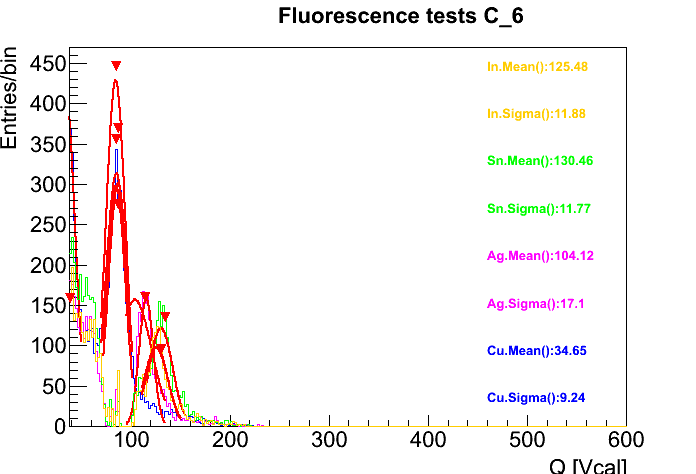 Fluorescence tests C_6
Entries/bin
450
400
350
300
250
200
150
100
50
0
0 100 200 300 400 500 600
Q [Vcal]
In.Mean():125.48
In.Sigma():11.88
Sn.Mean():130.46
Sn.Sigma():11.77
Ag.Mean():104.12
Ag.Sigma():17.1
Cu.Mean():34.65
Cu.Sigma():9.24